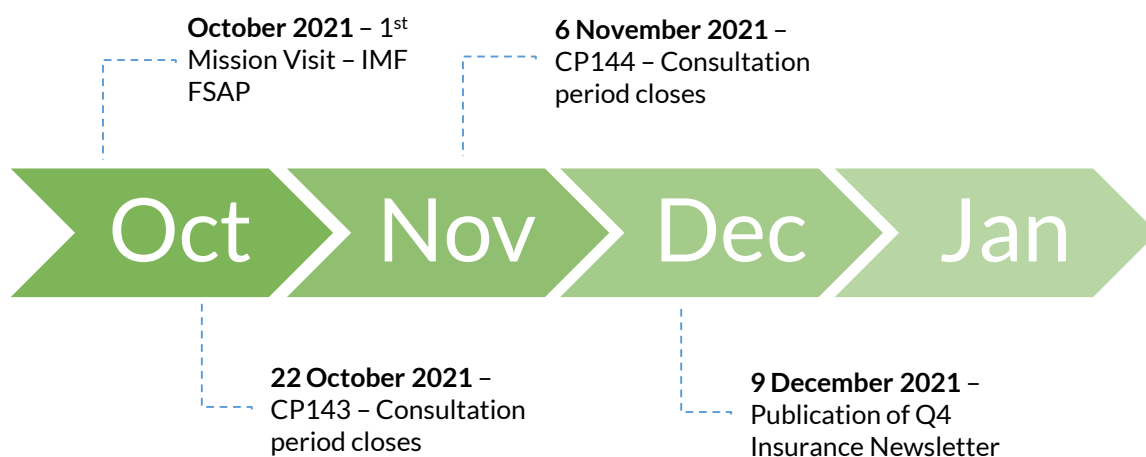 October 2021 – 1st
Mission Visit – IMF
FSAP
6 November 2021 –
CP144 – Consultation
period closes
Oct
Nov
Dec
Jan
22 October 2021 –
CP143 – Consultation
period closes
9 December 2021 –
Publication of Q4
Insurance Newsletter